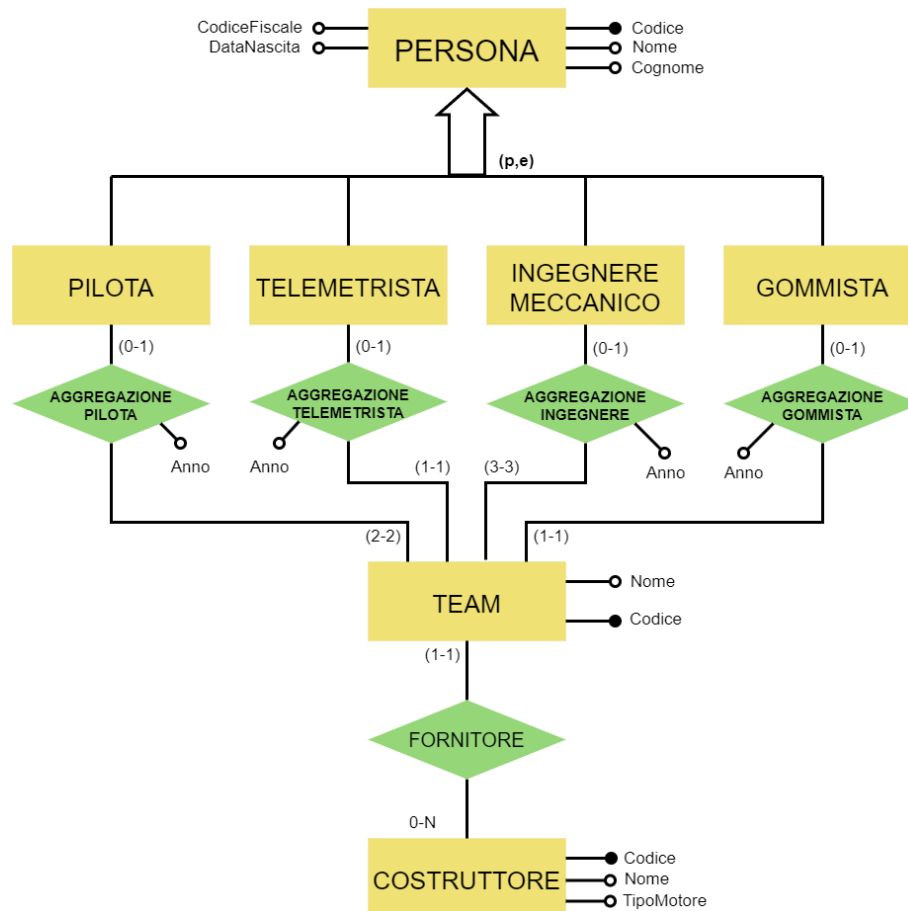 CodiceFiscale
DataNascita
PERSONA
Codice
Nome
Cognome
(p,e)
PILOTA
TELEMETRISTA
INGEGNERE
MECCANICO
GOMMISTA
(0-1)
(0-1)
(0-1)
(0-1)
AGGREGAZIONE
PILOTA
AGGREGAZIONE
TELEMETRISTA
AGGREGAZIONE
INGEGNERE
AGGREGAZIONE
GOMMISTA
Anno
Anno
Anno
Anno
(1-1)
(3-3)
(2-2)
(1-1)
TEAM
Nome
Codice
(1-1)
FORNITORE
0-N
COSTRUTTORE
Codice
Nome
TipoMotore